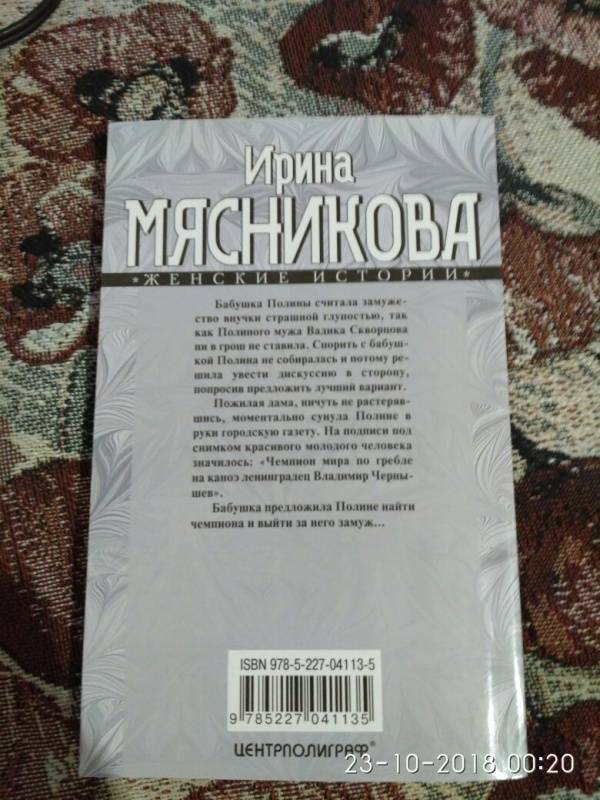 Ирина
МЯСНИКОВА
*ЖЕНСКИЕ ИСТОРИИ*
Бабушка Полины считала замуже-
ство внучки страшной глупостью, так
как Полиного мужа Вадика Скворцова
ни в грош не ставила. Спорить с бабуш-
кой Полина не собиралась и потому ре-
шила увести дискуссию в сторону,
попросив предложить лучший вариант.
Пожилая дама, ничуть не растеряв-
шись, моментально сунула Полине в
руки городскую газету. На подписи под
снимком красивого молодого человека
значилось: «Чемпион мира по гребле
на каноэ ленинградец Владимир Черны-
шев».
Бабушка предложила Полине найти
чемпиона и выйти за него замуж...
ISBN 978-5-227-04113-5
9 785227 041135
ЦЕНТРПОЛИГРАФ®
23-10-2018 00:20